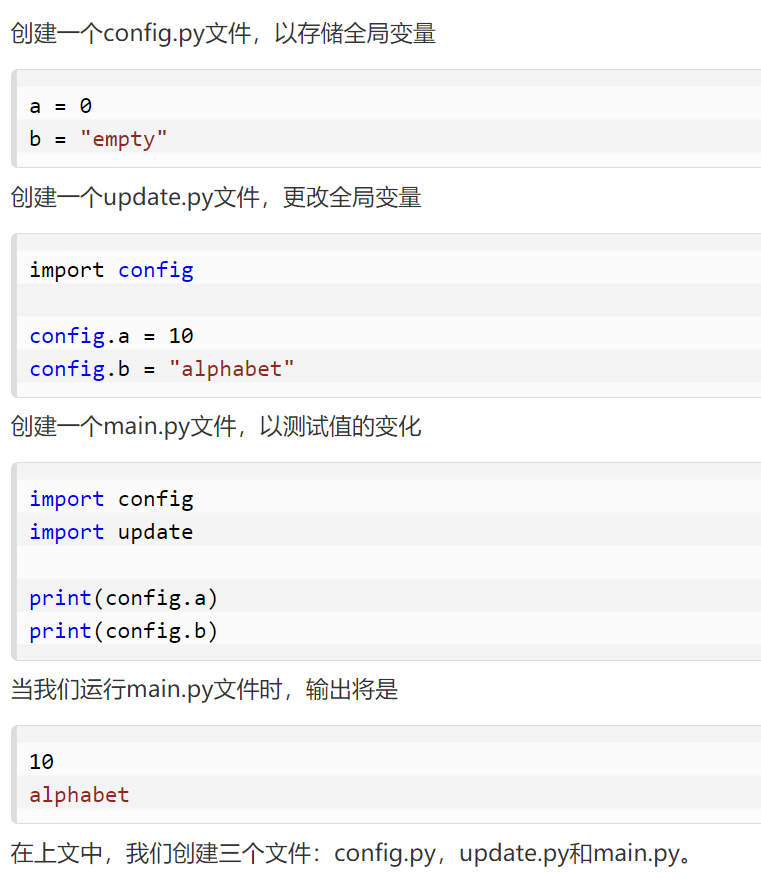 创建一个config.py文件，以存储全局变量
a = 0
b = "empty"
创建一个update.py文件，更改全局变量
import config
config.a = 10
config.b = "alphabet"
创建一个main.py文件，以测试值的变化
import config
import update
print(config.a)
print(config.b)
当我们运行main.py文件时，输出将是
10
alphabet
在上文中，我们创建三个文件：config.py，update.py和main.py。